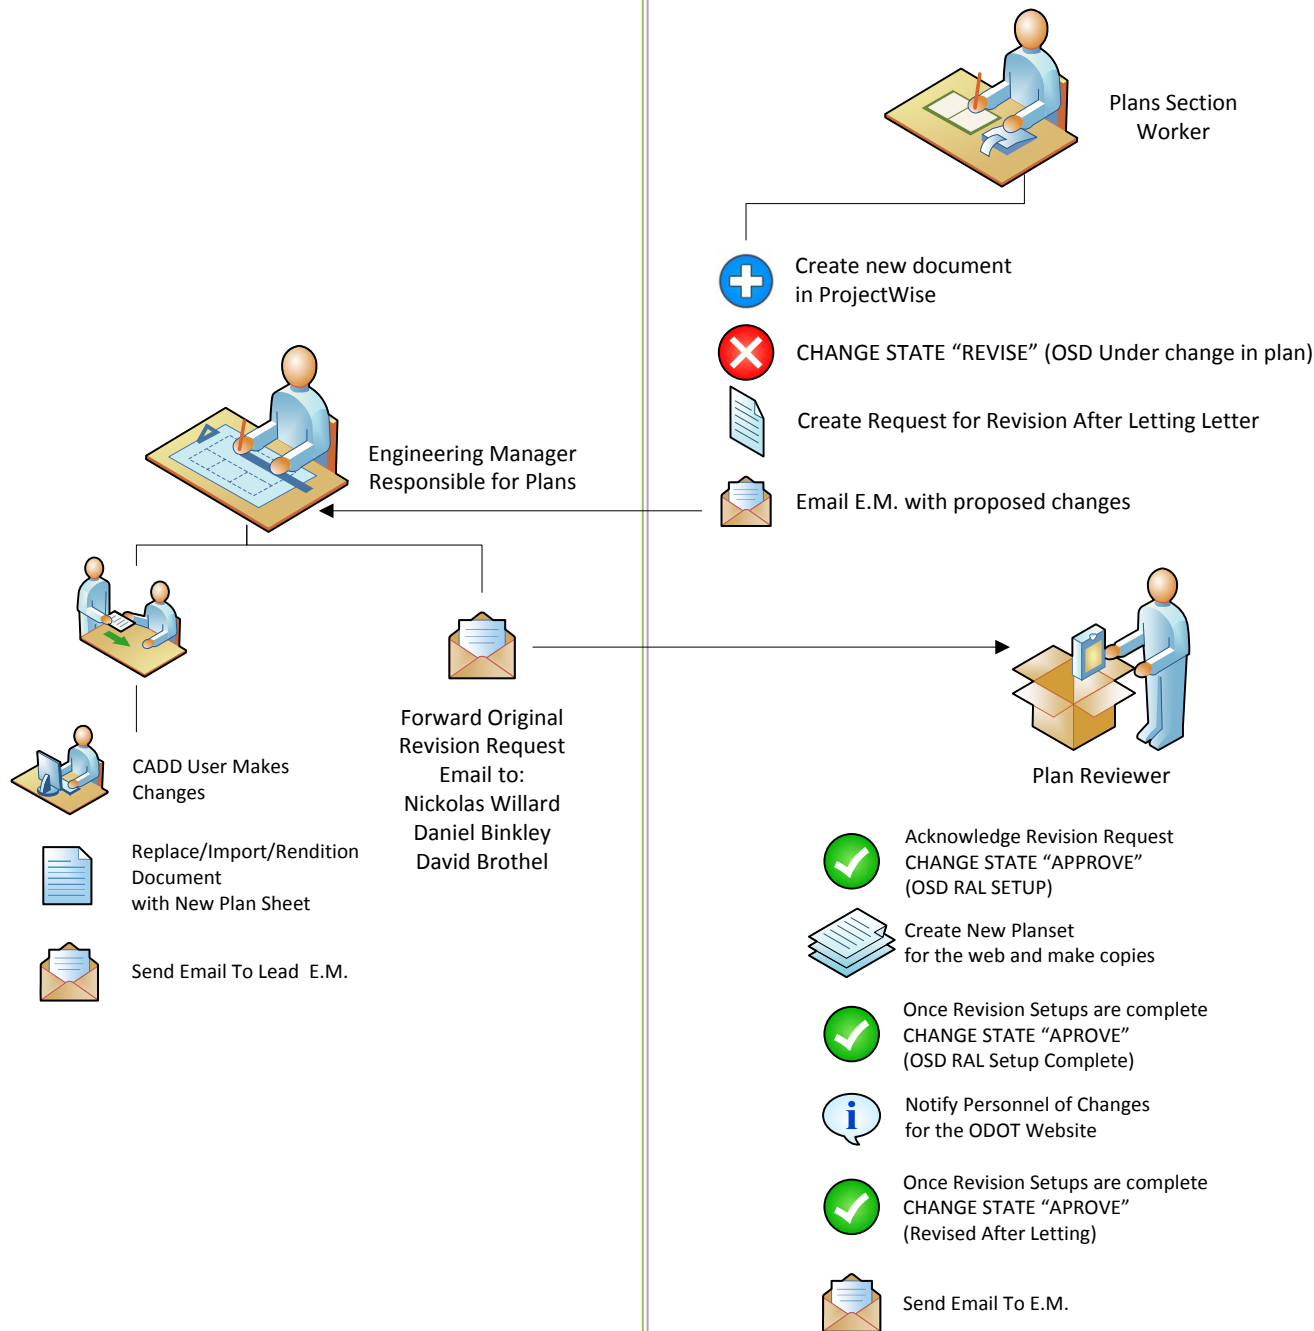 Plans Section
Worker
Create new document
in ProjectWise
CHANGE STATE “REVISE” (OSD Under change in plan)
Create Request for Revision After Letting Letter
Email E.M. with proposed changes
Engineering Manager
Responsible for Plans
CADD User Makes
Changes
Replace/Import/Rendition
Document
with New Plan Sheet
Send Email To Lead  E.M.
Forward Original
Revision Request
Email to:
Nickolas Willard
Daniel Binkley
David Brothel
Plan Reviewer
Acknowledge Revision Request
CHANGE STATE “APPROVE”
(OSD RAL SETUP)
Create New Planset
for the web and make copies
Once Revision Setups are complete
CHANGE STATE “APROVE”
(OSD RAL Setup Complete)
i
Notify Personnel of Changes
for the ODOT Website
Once Revision Setups are complete
CHANGE STATE “APROVE”
(Revised After Letting)
Send Email To E.M.